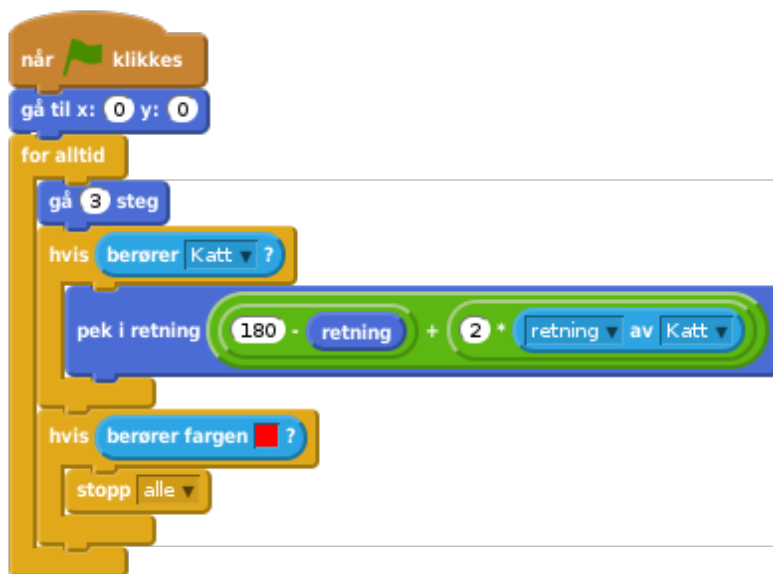 når klikkes
gå til x: 0 y: 0
for alltid
gå 3 steg
hvis berører Katt ?
pek i retning 180 - retning + 2 * retning av Katt
hvis berører fargen ?
stopp alle